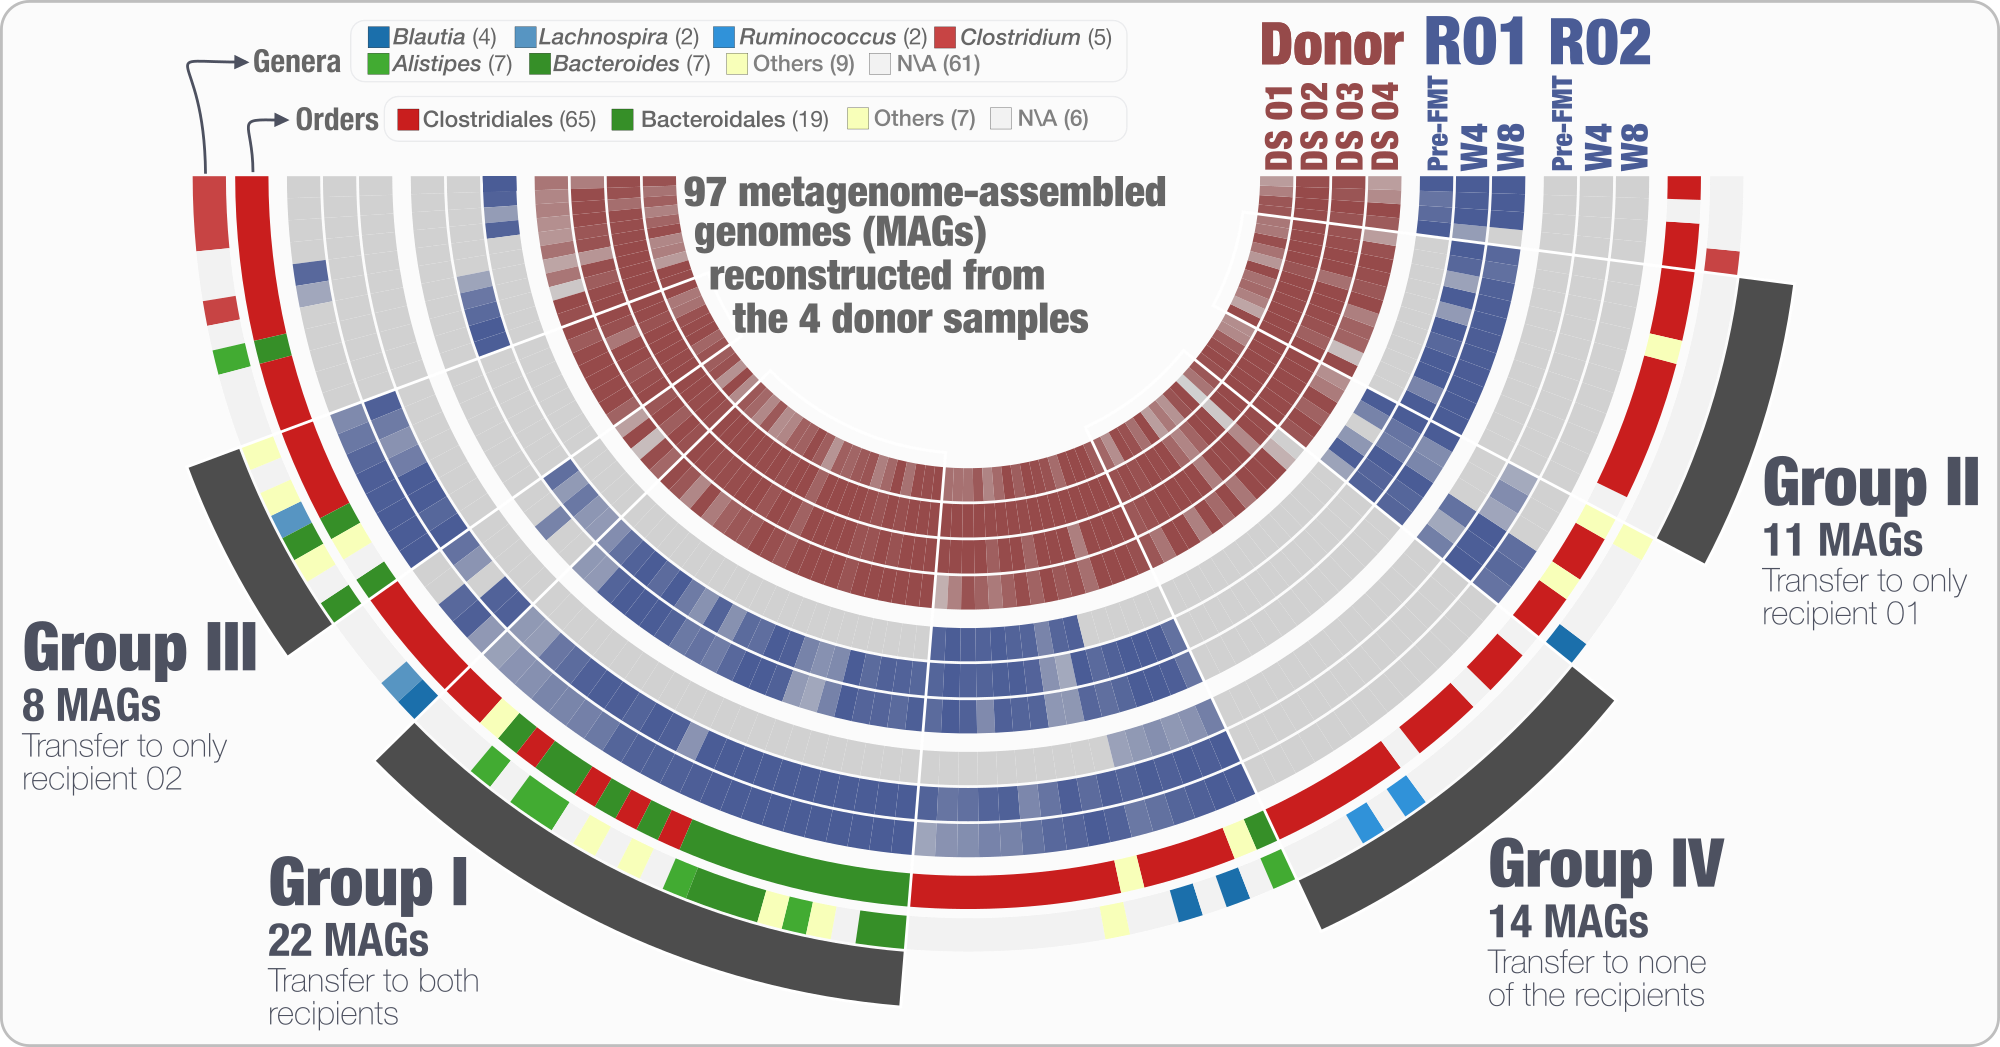 Genera
Blautia (4) Lachnospira (2) Ruminococcus (2) Clostridium (5)
Alistipes (7) Bacteroides (7) Others (9) N\A (61)
Orders
Clostridiales (65) Bacteroidales (19) Others (7) N\A (6)
Donor R01 R02
DS 01
DS 02
DS 03
DS 04
Pre-FMT
W4
W8
Pre-FMT
W4
W8
97 metagenome-assembled
genomes (MAGs)
reconstructed from
the 4 donor samples
Group II
11 MAGs
Transfer to only
recipient 01
Group III
8 MAGs
Transfer to only
recipient 02
Group I
22 MAGs
Transfer to both
recipients
Group IV
14 MAGs
Transfer to none
of the recipients